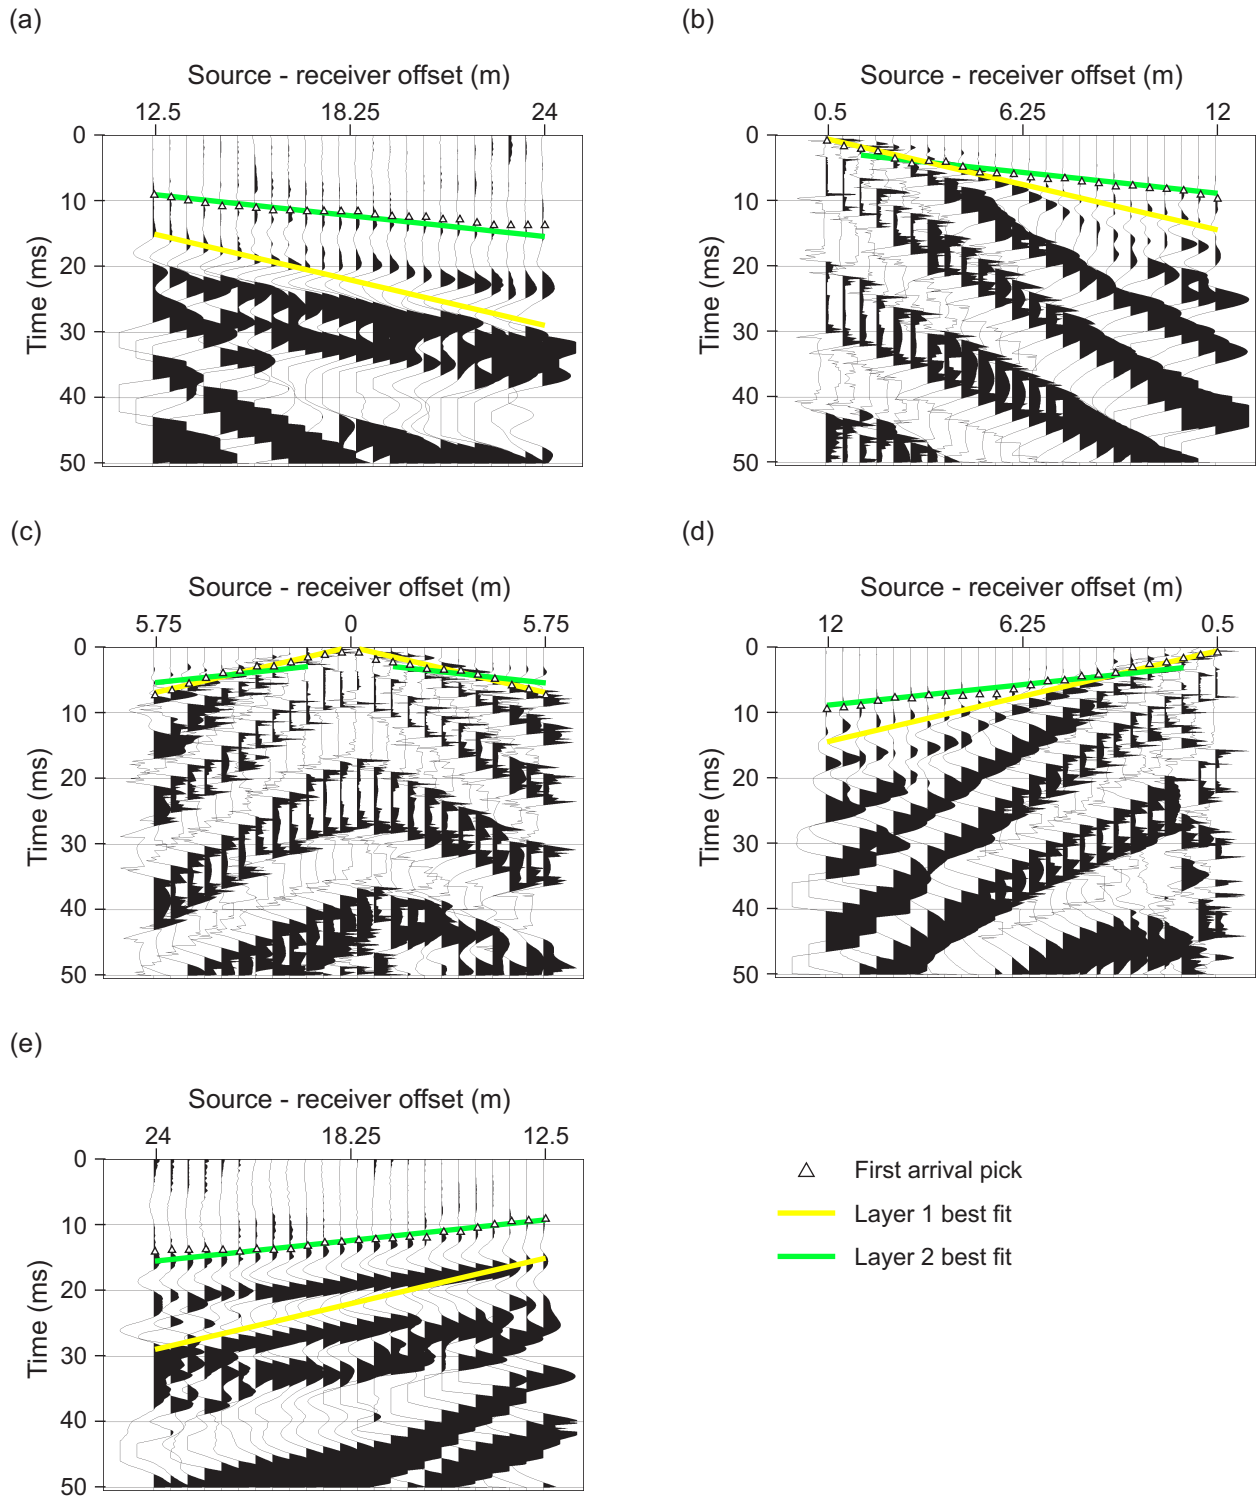 (a)
Source - receiver offset (m)
12.5 18.25 24
0
10
20
30
40
50
Time (ms)
(b)
Source - receiver offset (m)
0.5 6.25 12
0
10
20
30
40
50
Time (ms)
(c)
Source - receiver offset (m)
5.75 0 5.75
0
10
20
30
40
50
Time (ms)
(d)
Source - receiver offset (m)
12 6.25 0.5
0
10
20
30
40
50
Time (ms)
(e)
Source - receiver offset (m)
24 18.25 12.5
0
10
20
30
40
50
Time (ms)
First arrival pick
Layer 1 best fit
Layer 2 best fit